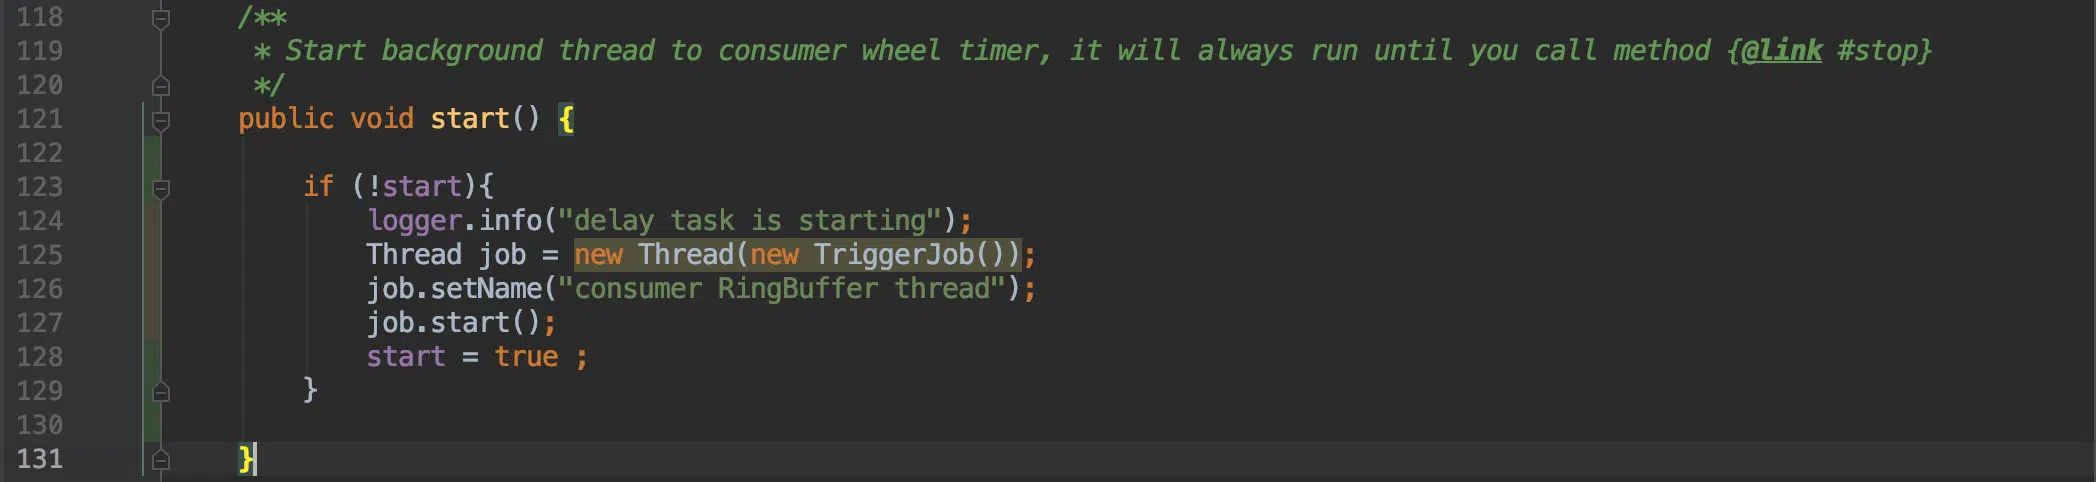 118 /**
119 * Start background thread to consumer wheel timer, it will always run until you call method {@link #stop}
120 */
121 public void start() {
122
123 if (!start){
124 logger.info("delay task is starting");
125 Thread job = new Thread(new TriggerJob());
126 job.setName("consumer RingBuffer thread");
127 job.start();
128 start = true ;
129 }
130
131 }